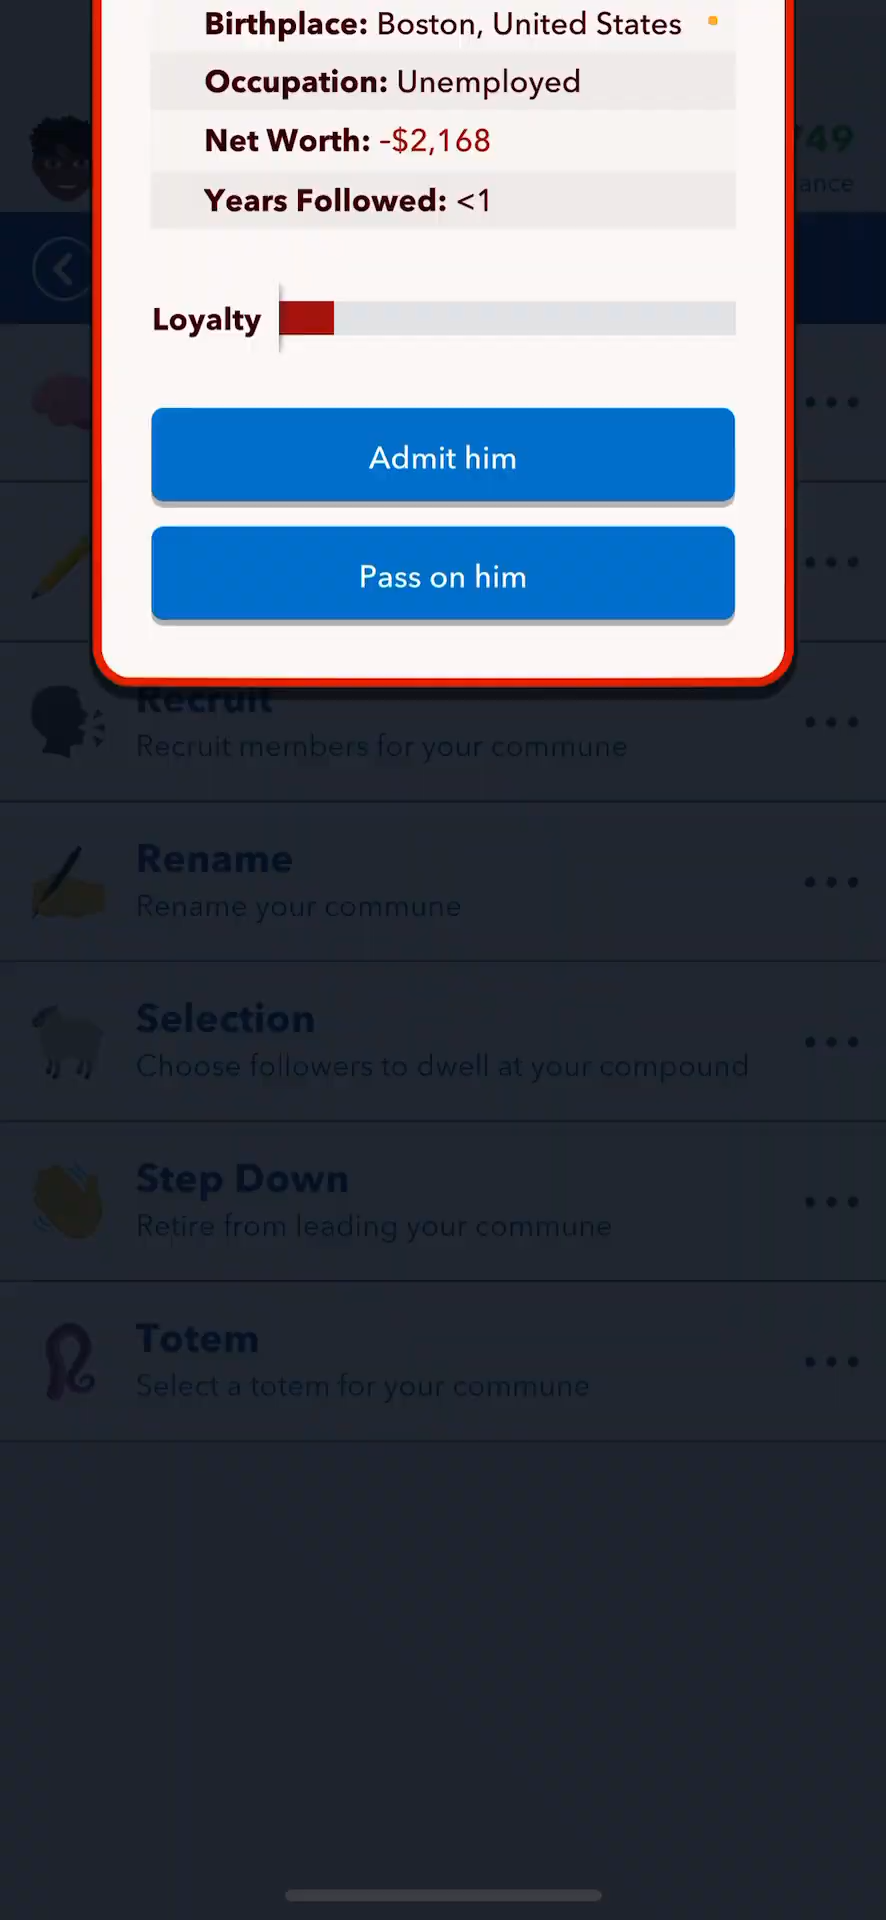 Birthplace: Boston, United States
Occupation: Unemployed
49
Net Worth: -$2,168
ance
Years Followed: <1
Loyalty
Admit him
Pass on him
Recruit
Recruit members for your commune
Rename
Rename your commune
Selection
Choose followers to dwell at your compound
Step Down
Retire from leading your commune
Totem
Select a totem for your commune